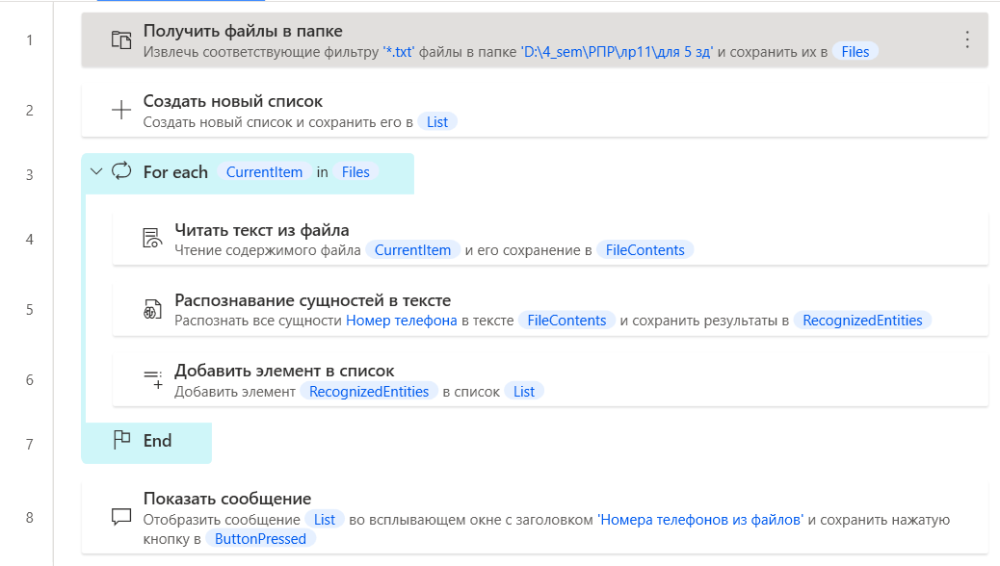 1
Получить файлы в папке
Извлечь соответствующие фильтру '*.txt' файлы в папке 'D:\4_sem\РПР\лр11\для 5 зд' и сохранить их в Files
2
Создать новый список
Создать новый список и сохранить его в List
3
For each CurrentItem in Files
4
Читать текст из файла
Чтение содержимого файла CurrentItem и его сохранение в FileContents
5
Распознавание сущностей в тексте
Распознать все сущности Номер телефона в тексте FileContents и сохранить результаты в RecognizedEntities
6
Добавить элемент в список
Добавить элемент RecognizedEntities в список List
7
End
8
Показать сообщение
Отобразить сообщение List во всплывающем окне с заголовком 'Номера телефонов из файлов' и сохранить нажатую
кнопку в ButtonPressed